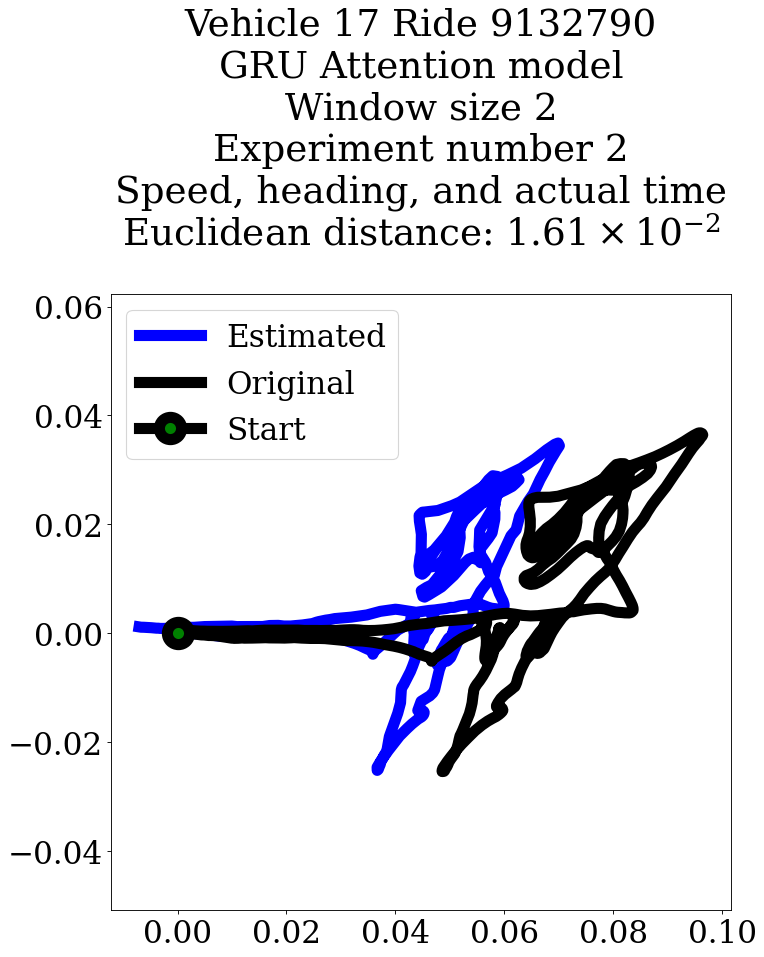 Vehicle 17 Ride 9132790
GRU Attention model
Window size 2
Experiment number 2
Speed, heading, and actual time
Euclidean distance: 1.61 × 10⁻²
Estimated
Original
Start
0.06
0.04
0.02
0.00
−0.02
−0.04
0.00 0.02 0.04 0.06 0.08 0.10